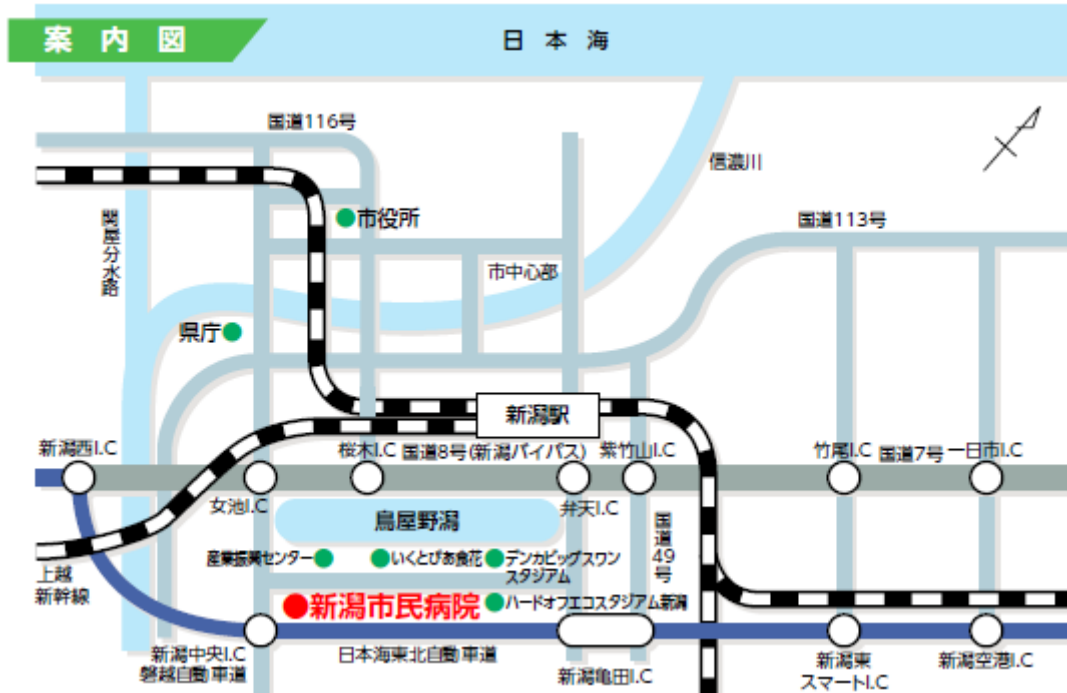 案内図
日本海
国道116号
信濃川
関屋分水路
市役所
国道113号
市中心部
県庁
新潟駅
新潟西I.C
桜木I.C
国道8号(新潟バイパス)
紫竹山I.C
竹尾I.C
国道7号
一日市I.C
女池I.C
弁天I.C
鳥屋野潟
国道49号
産業振興センター
いくとぴあ食花
デンカビッグスワン
スタジアム
上越
新幹線
新潟市民病院
ハードオフエコスタジアム新潟
新潟中央I.C
磐越自動車道
日本海東北自動車道
新潟亀田I.C
新潟東
スマートI.C
新潟空港I.C